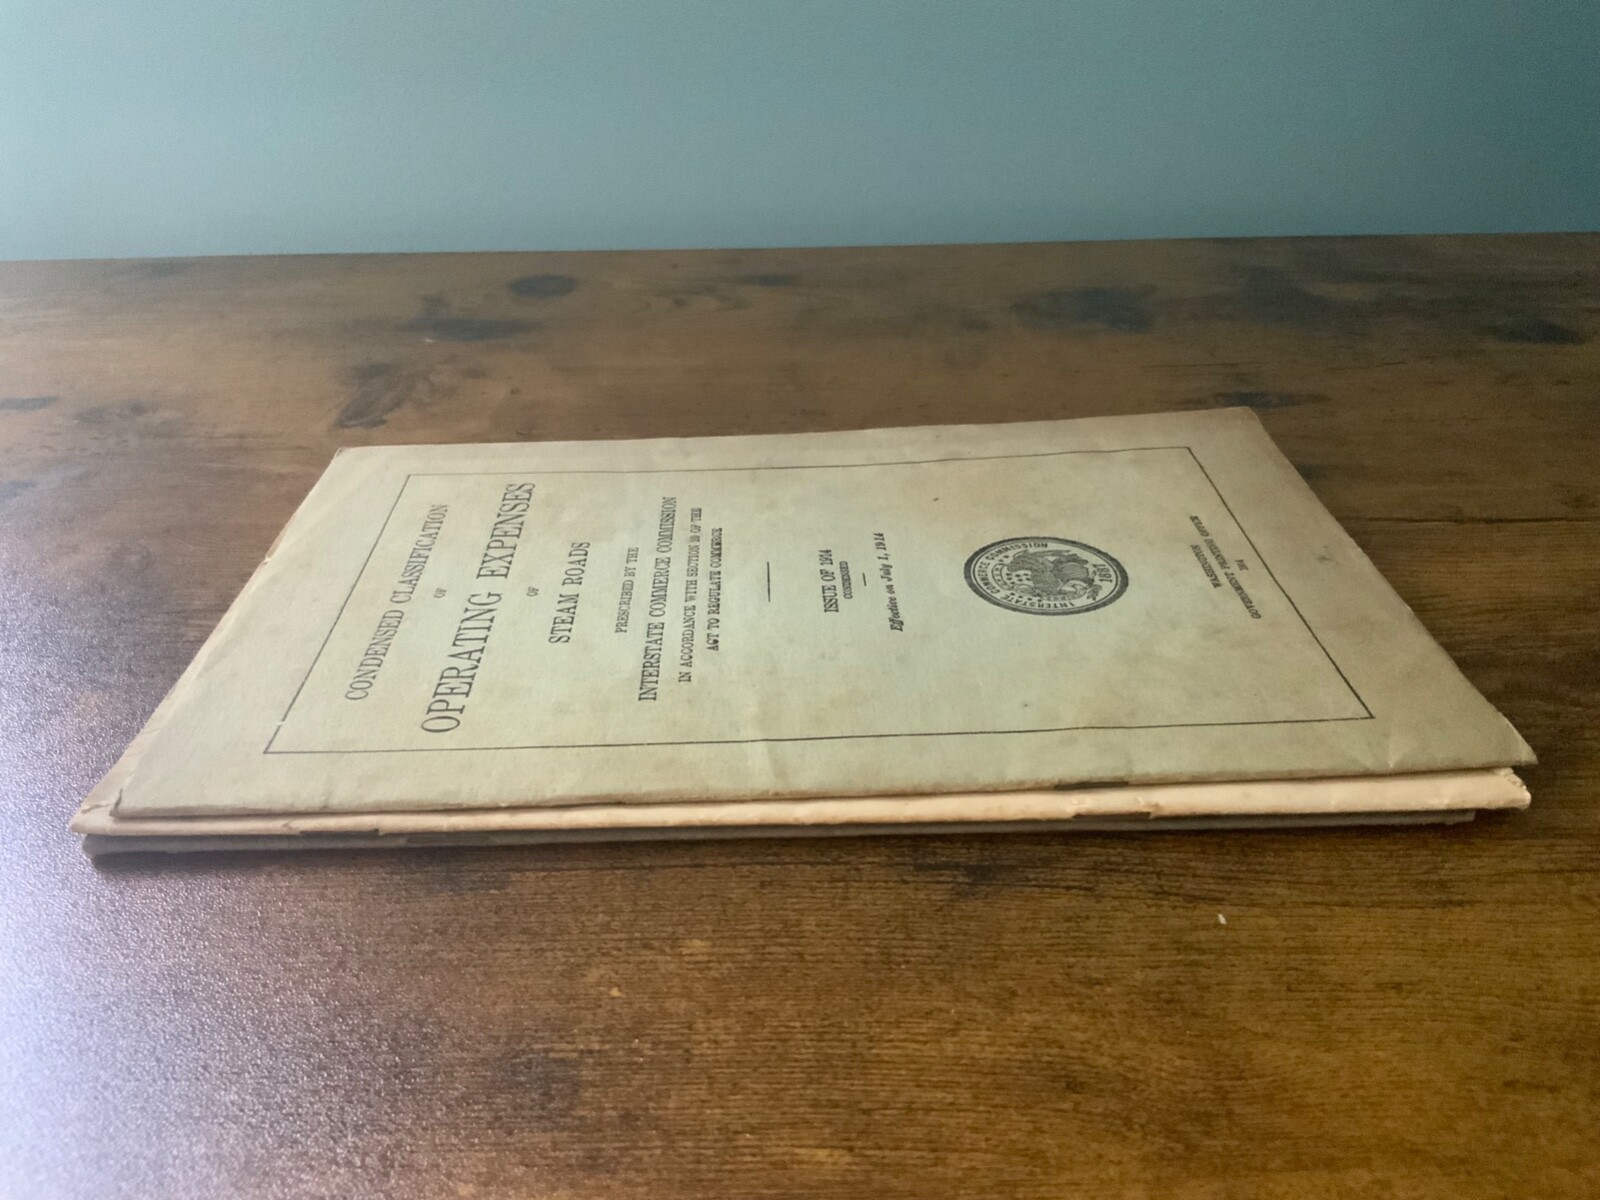 CONDENSED CLASSIFICATION
OF
OPERATING EXPENSES
OF
STEAM ROADS
PRESCRIBED BY THE
INTERSTATE COMMERCE COMMISSION
IN ACCORDANCE WITH SECTION 20 OF THE
ACT TO REGULATE COMMERCE
ISSUE OF 1914
CONDENSED
Effective on July 1, 1914
INTERSTATE COMMERCE COMMISSION
1887
WASHINGTON
GOVERNMENT PRINTING OFFICE
1914